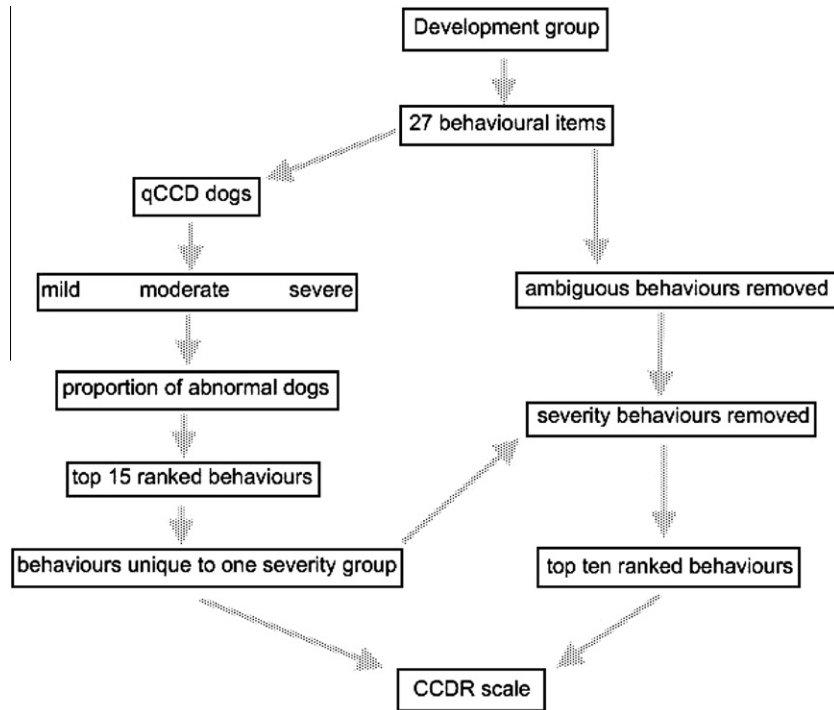 Development group
27 behavioural items
qCCD dogs
mild moderate severe
ambiguous behaviours removed
proportion of abnormal dogs
severity behaviours removed
top 15 ranked behaviours
behaviours unique to one severity group
top ten ranked behaviours
CCDR scale